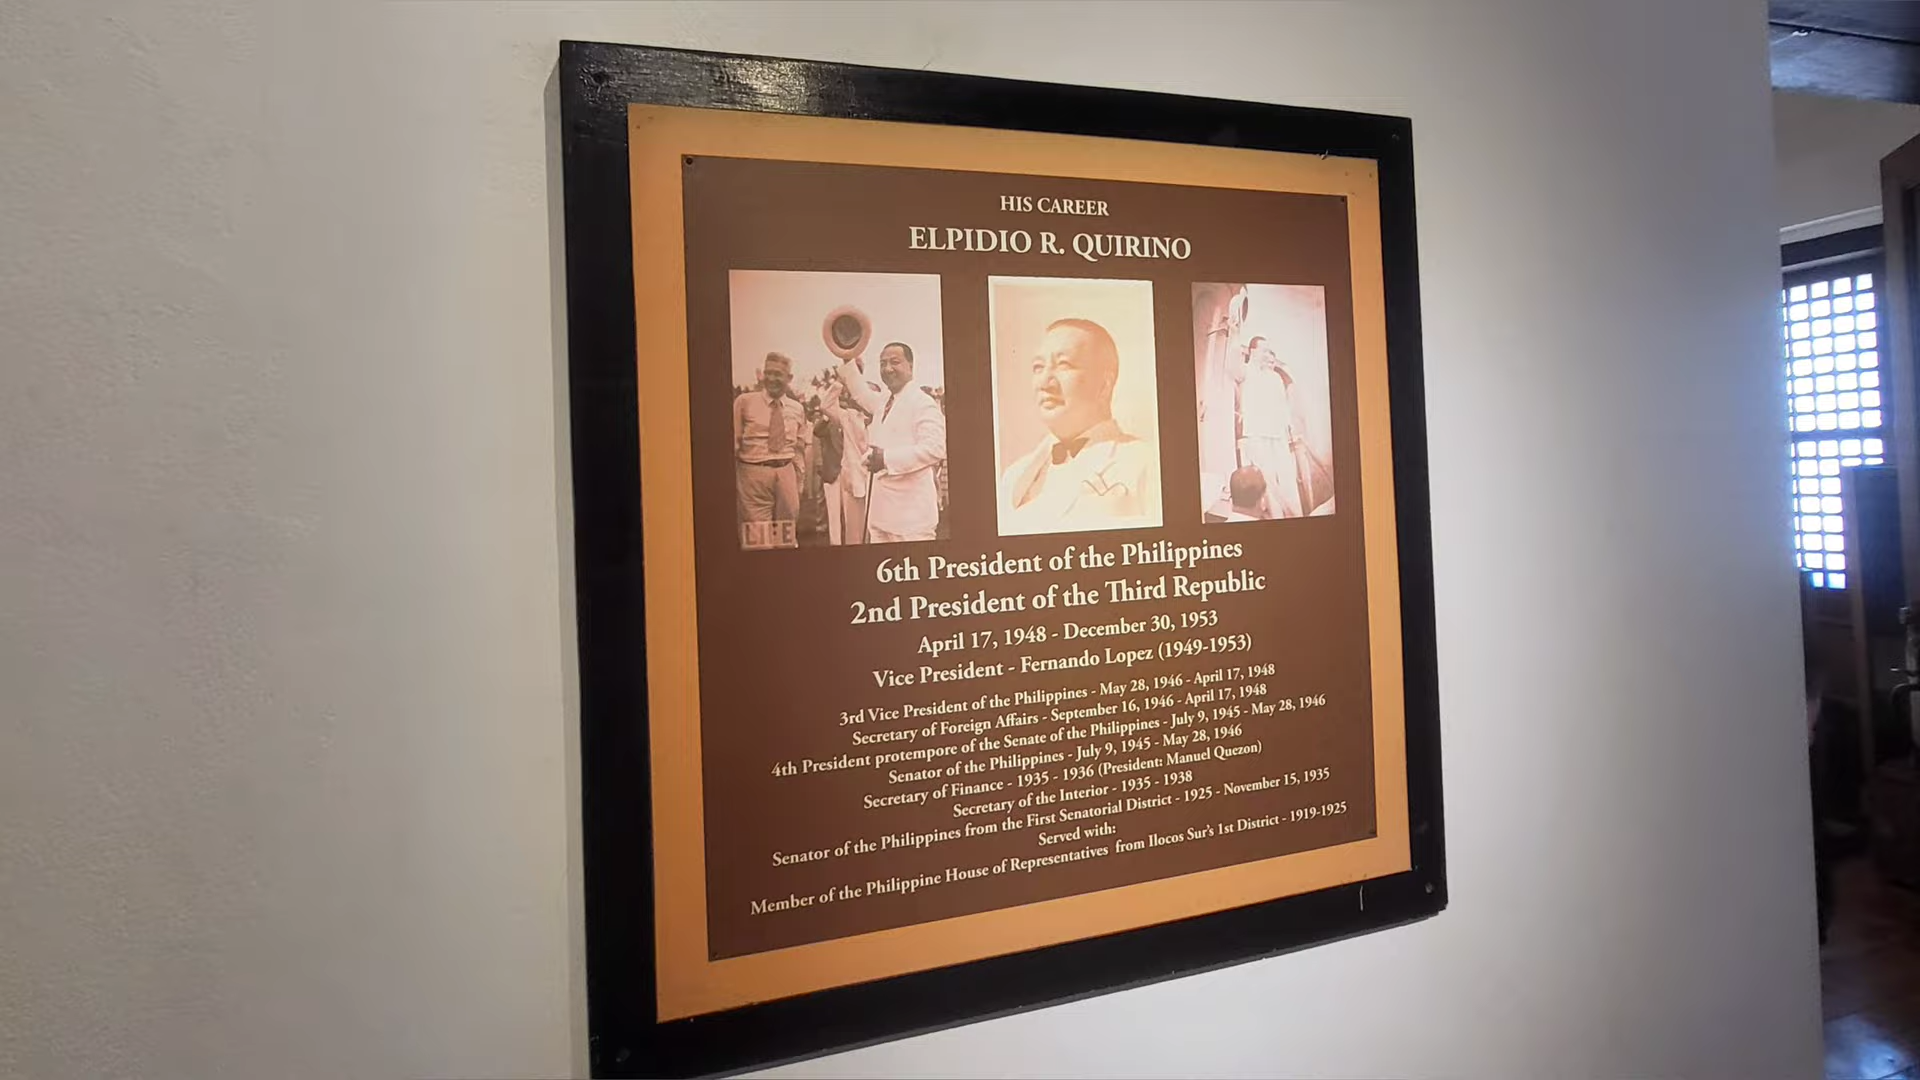 HIS CAREER
ELPIDIO R. QUIRINO
LIFE
6th President of the Philippines
2nd President of the Third Republic
April 17, 1948 - December 30, 1953
Vice President - Fernando Lopez (1949-1953)
3rd Vice President of the Philippines - May 28, 1946 - April 17, 1948
Secretary of Foreign Affairs - September 16, 1946 - April 17, 1948
4th President protempore of the Senate of the Philippines - July 9, 1945 - May 28, 1946
Senator of the Philippines - July 9, 1945 - May 28, 1946
Secretary of Finance - 1935 - 1936 (President: Manuel Quezon)
Secretary of the Interior - 1935 - 1938
Senator of the Philippines from the First Senatorial District - 1925 - November 15, 1935
Served with:
Member of the Philippine House of Representatives from Ilocos Sur's 1st District - 1919-1925